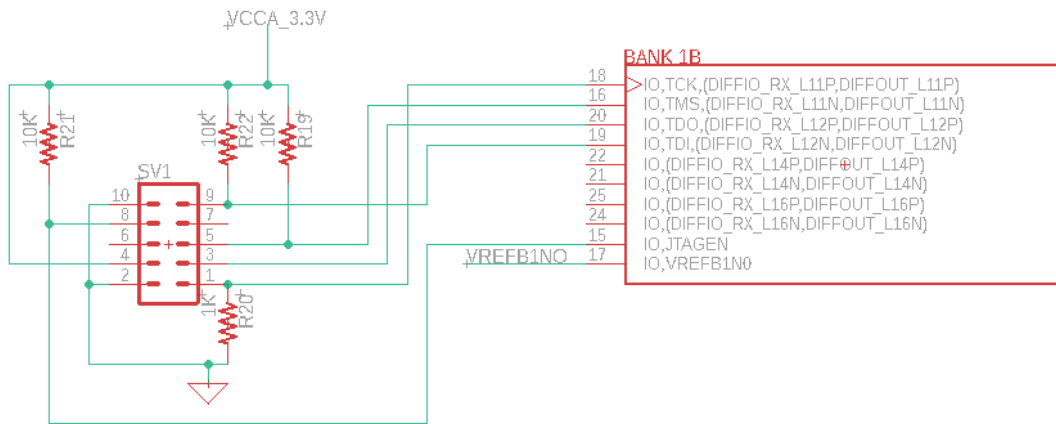 VCCA_3.3V
BANK 1B
10K
R21
10K
R22
10K
R19
18 IO,TCK,(DIFFIO_RX_L11P,DIFFOUT_L11P)
16 IO,TMS,(DIFFIO_RX_L11N,DIFFOUT_L11N)
20 IO,TDO,(DIFFIO_RX_L12P,DIFFOUT_L12P)
19 IO,TDI,(DIFFIO_RX_L12N,DIFFOUT_L12N)
22 IO,(DIFFIO_RX_L14P,DIFFOUT_L14P)
21 IO,(DIFFIO_RX_L14N,DIFFOUT_L14N)
25 IO,(DIFFIO_RX_L16P,DIFFOUT_L16P)
24 IO,(DIFFIO_RX_L16N,DIFFOUT_L16N)
15 IO,JTAGEN
VREFB1NO
17 IO,VREFB1N0
SV1
10 9
8 7
6 5
4 3
2 1
1K
R20